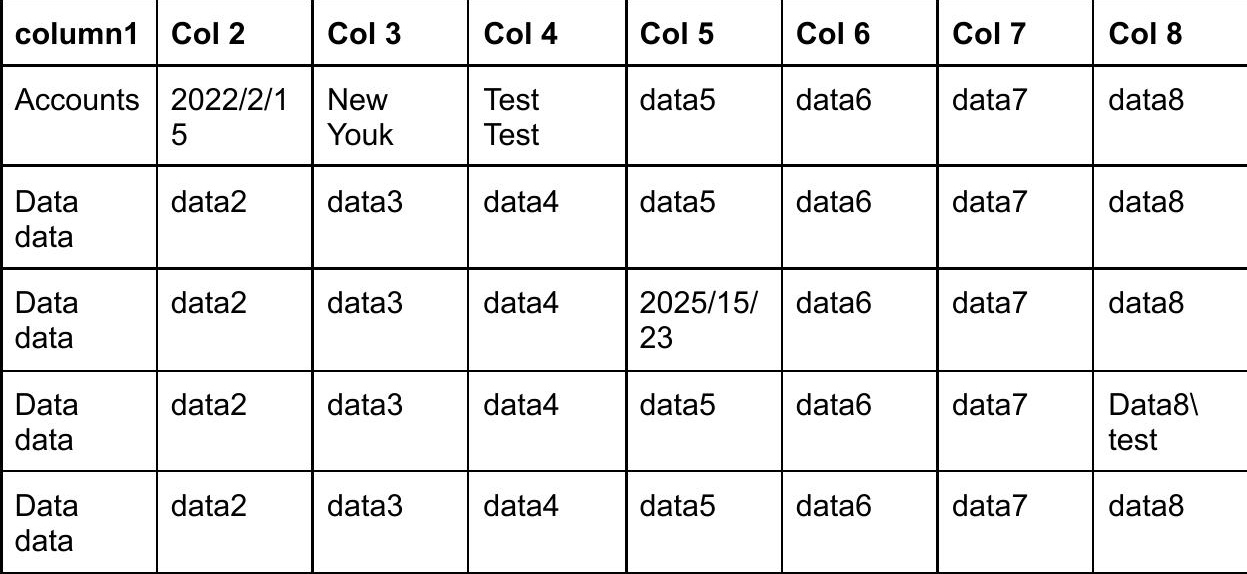 column1 Col 2 Col 3 Col 4 Col 5 Col 6 Col 7 Col 8
Accounts 2022/2/1 New Test data5 data6 data7 data8
5 Youk Test
Data data2 data3 data4 data5 data6 data7 data8
data
Data data2 data3 data4 2025/15/ data6 data7 data8
data 23
Data data2 data3 data4 data5 data6 data7 Data8\
data test
Data data2 data3 data4 data5 data6 data7 data8
data